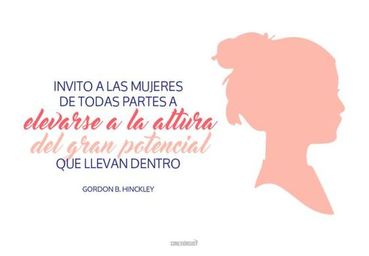 INVITO A LAS MUJERES
DE TODAS PARTES A
elevarse a la altura
del gran potencial
QUE LLEVAN DENTRO
GORDON B. HINCKLEY